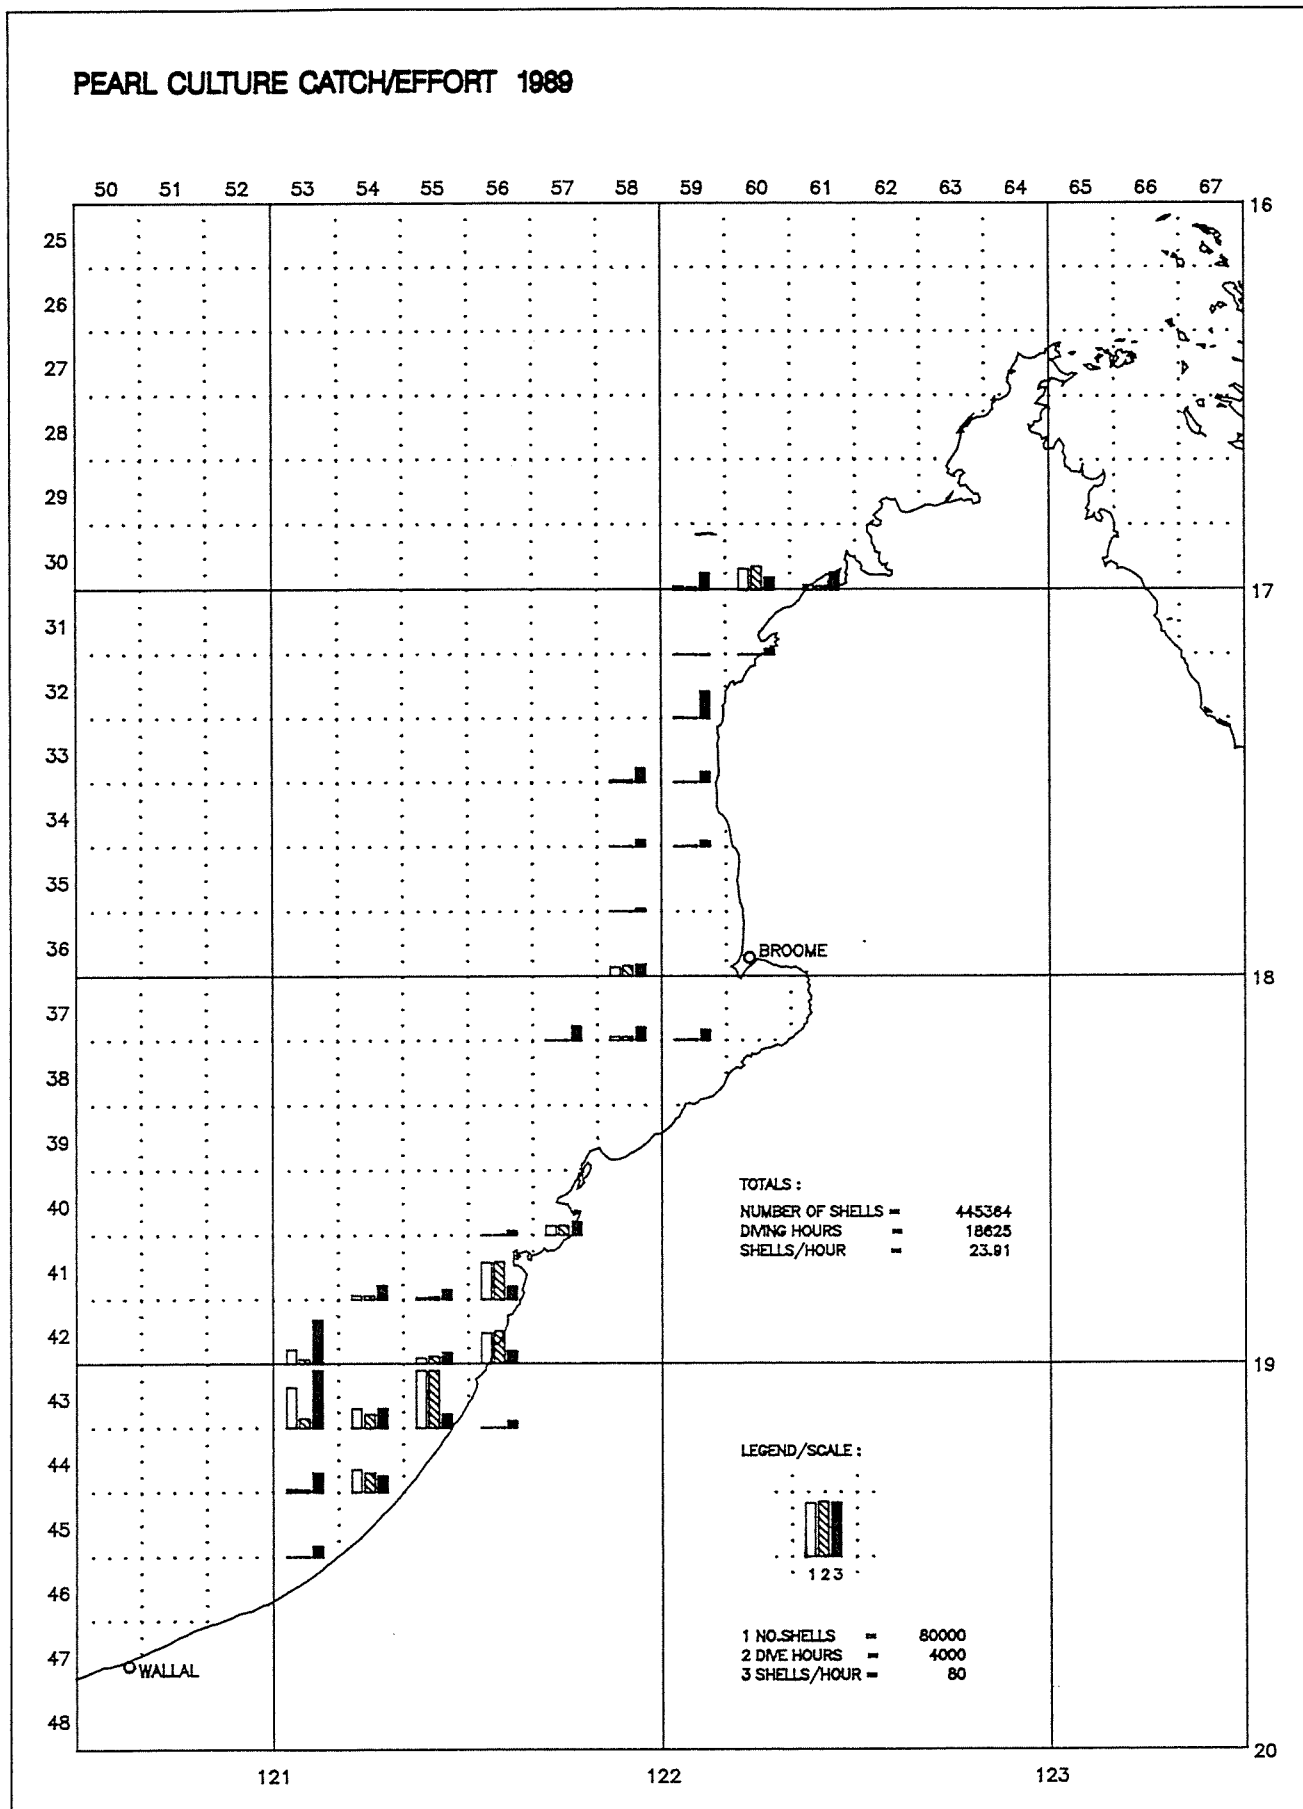 PEARL CULTURE CATCH/EFFORT 1989
50 51 52 53 54 55 56 57 58 59 60 61 62 63 64 65 66 67
16
25
26
27
28
29
30
17
31
32
33
34
35
36
BROOME
18
37
38
39
TOTALS :
40
NUMBER OF SHELLS = 445364
DIVING HOURS = 18625
SHELLS/HOUR = 23.91
41
42
19
43
LEGEND/SCALE :
44
45
1 2 3
46
1 NO.SHELLS = 80000
2 DIVE HOURS = 4000
3 SHELLS/HOUR = 80
47
WALLAL
48
20
121 122 123